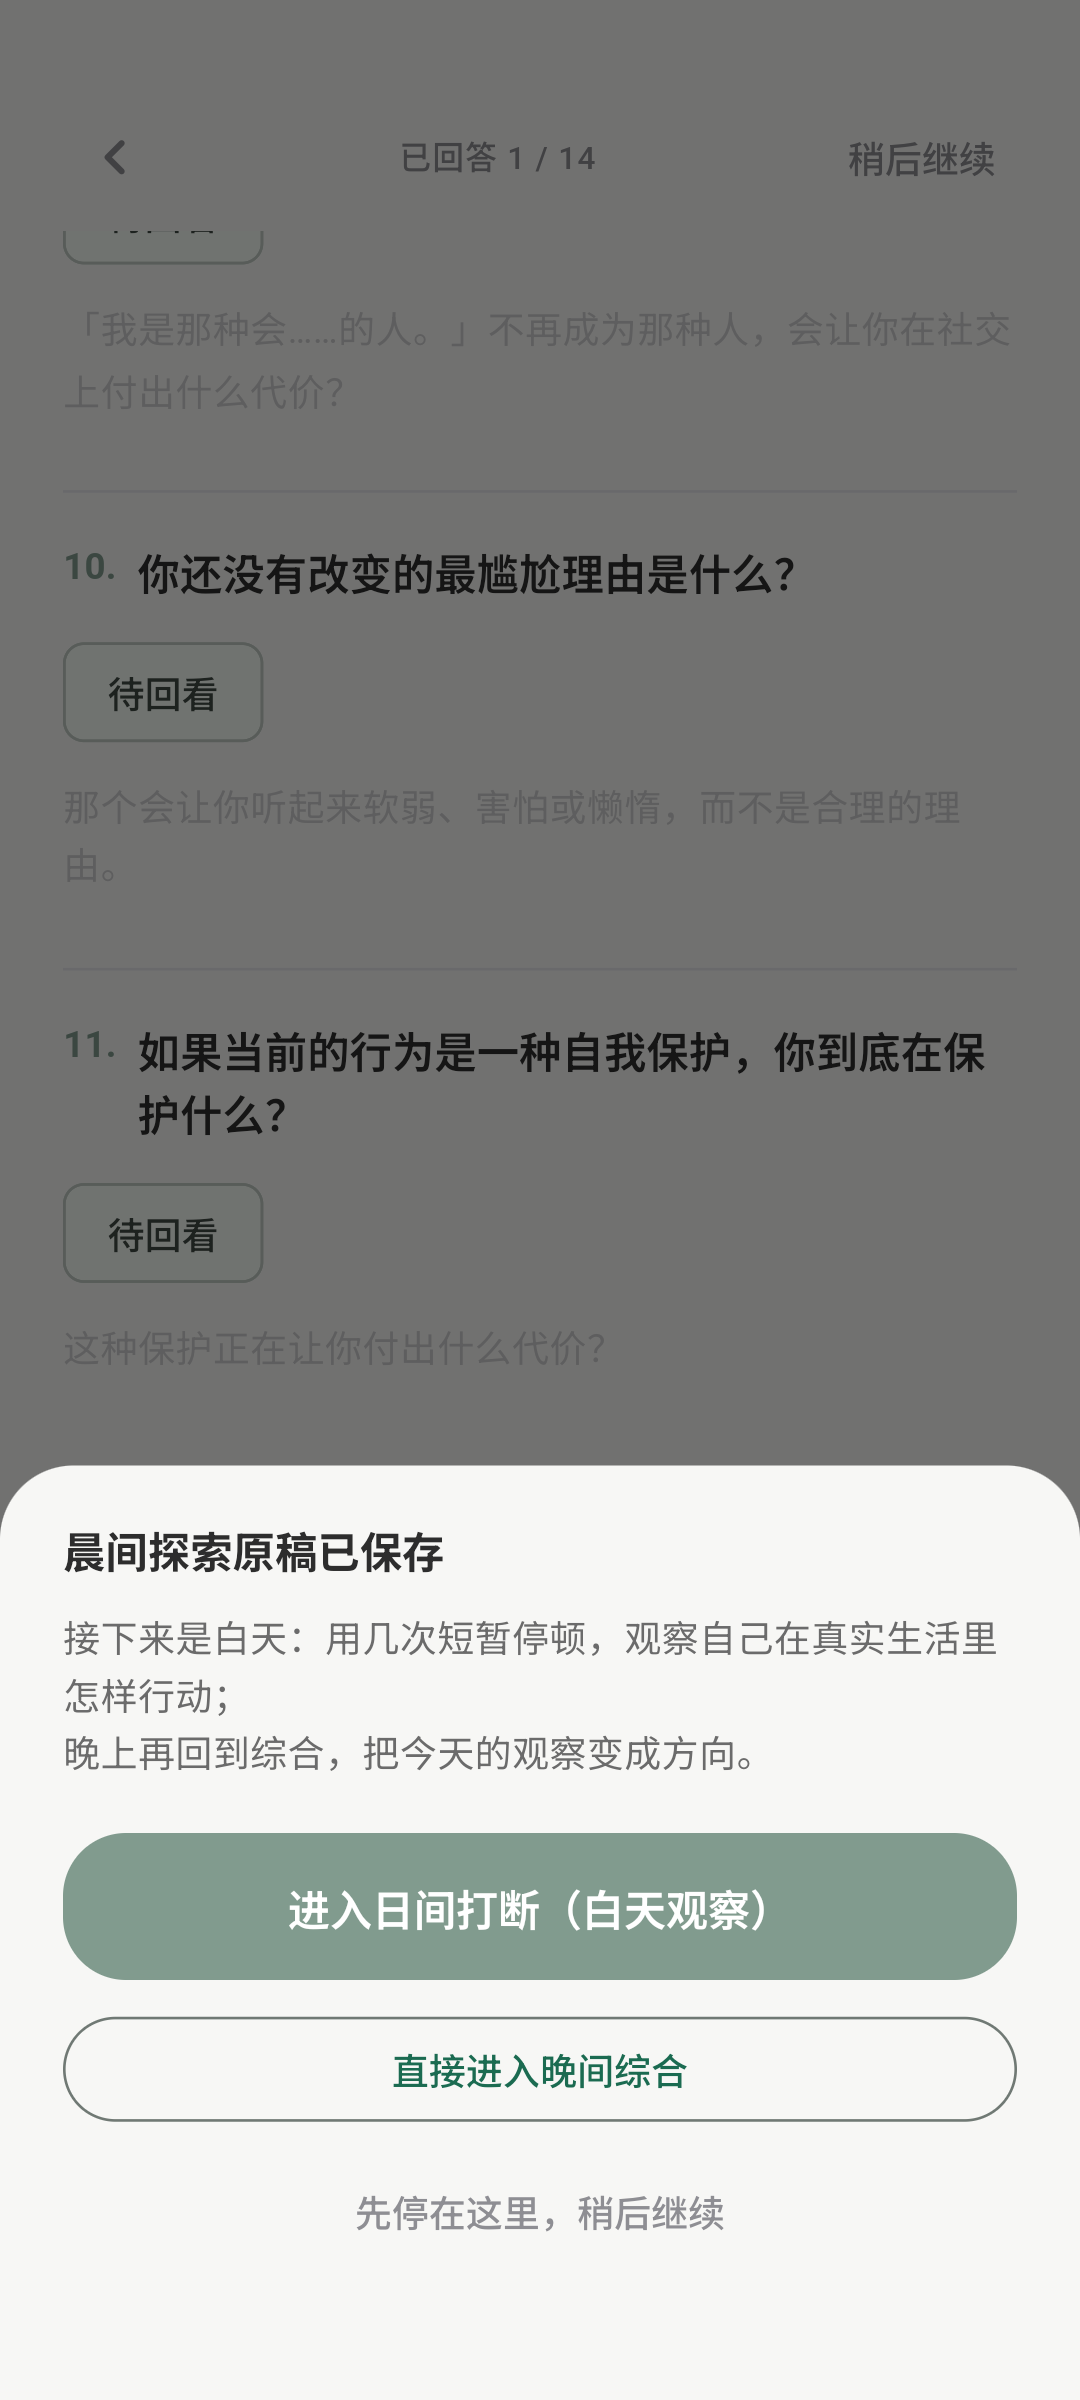 已回答 1 / 14
稍后继续
「我是那种会……的人。」不再成为那种人，会让你在社交
上付出什么代价？
10. 你还没有改变的最尴尬理由是什么？
待回看
那个会让你听起来软弱、害怕或懒惰，而不是合理的理
由。
11. 如果当前的行为是一种自我保护，你到底在保
护什么？
待回看
这种保护正在让你付出什么代价？
晨间探索原稿已保存
接下来是白天：用几次短暂停顿，观察自己在真实生活里
怎样行动；
晚上再回到综合，把今天的观察变成方向。
进入日间打断（白天观察）
直接进入晚间综合
先停在这里，稍后继续